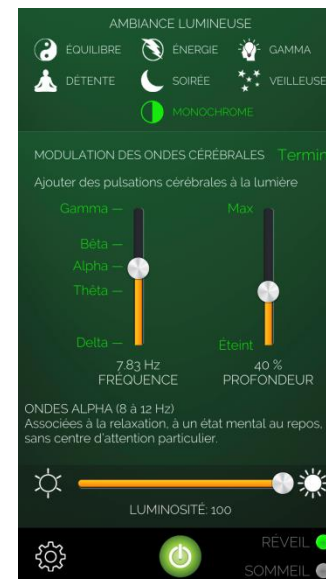 AMBIANCE LUMINEUSE
ÉQUILIBRE ÉNERGIE GAMMA
DÉTENTE SOIRÉE VEILLEUSE
MONOCHROME
MODULATION DES ONDES CÉRÉBRALES Termin
Ajouter des pulsations cérébrales à la lumière
Gamma — Max
Bêta —
Alpha —
Thêta —
Delta — Éteint
7.83 Hz 40 %
FRÉQUENCE PROFONDEUR
ONDES ALPHA (8 à 12 Hz)
Associées à la relaxation, à un état mental au repos,
sans centre d'attention particulier.
LUMINOSITÉ: 100
RÉVEIL
SOMMEIL